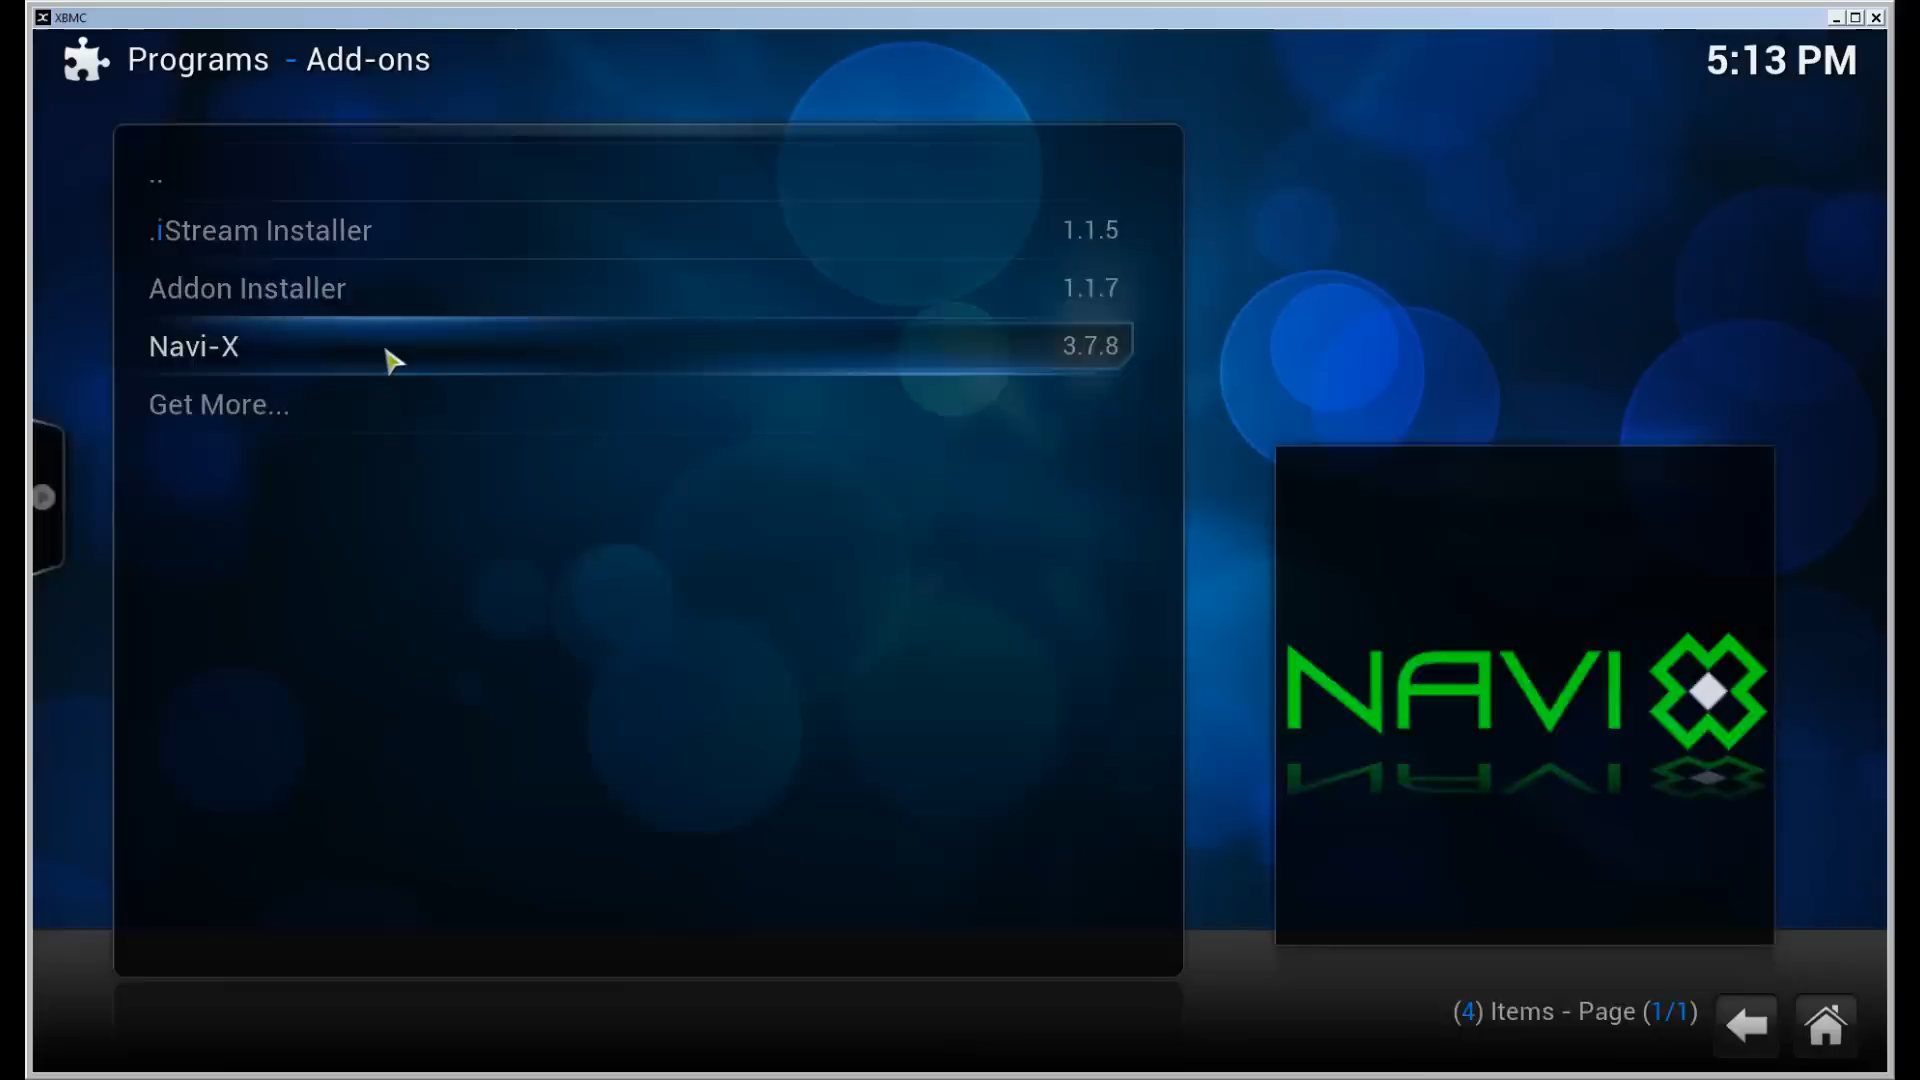 XBMC
Programs - Add-ons
5:13 PM
..
.iStream Installer 1.1.5
Addon Installer 1.1.7
Navi-X 3.7.8
Get More...
NAVI X
(4) Items - Page (1/1)